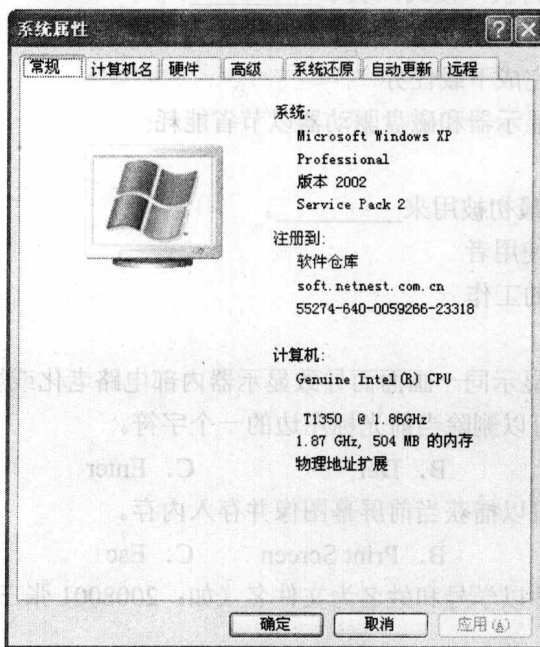 系统属性
常规 计算机名 硬件 高级 系统还原 自动更新 远程
系统:
Microsoft Windows XP
Professional
版本 2002
Service Pack 2
注册到:
软件仓库
soft.netnest.com.cn
55274-640-0059266-23318
计算机:
Genuine Intel(R) CPU
T1350 @ 1.86GHz
1.87 GHz, 504 MB 的内存
物理地址扩展
确定 取消 应用(A)